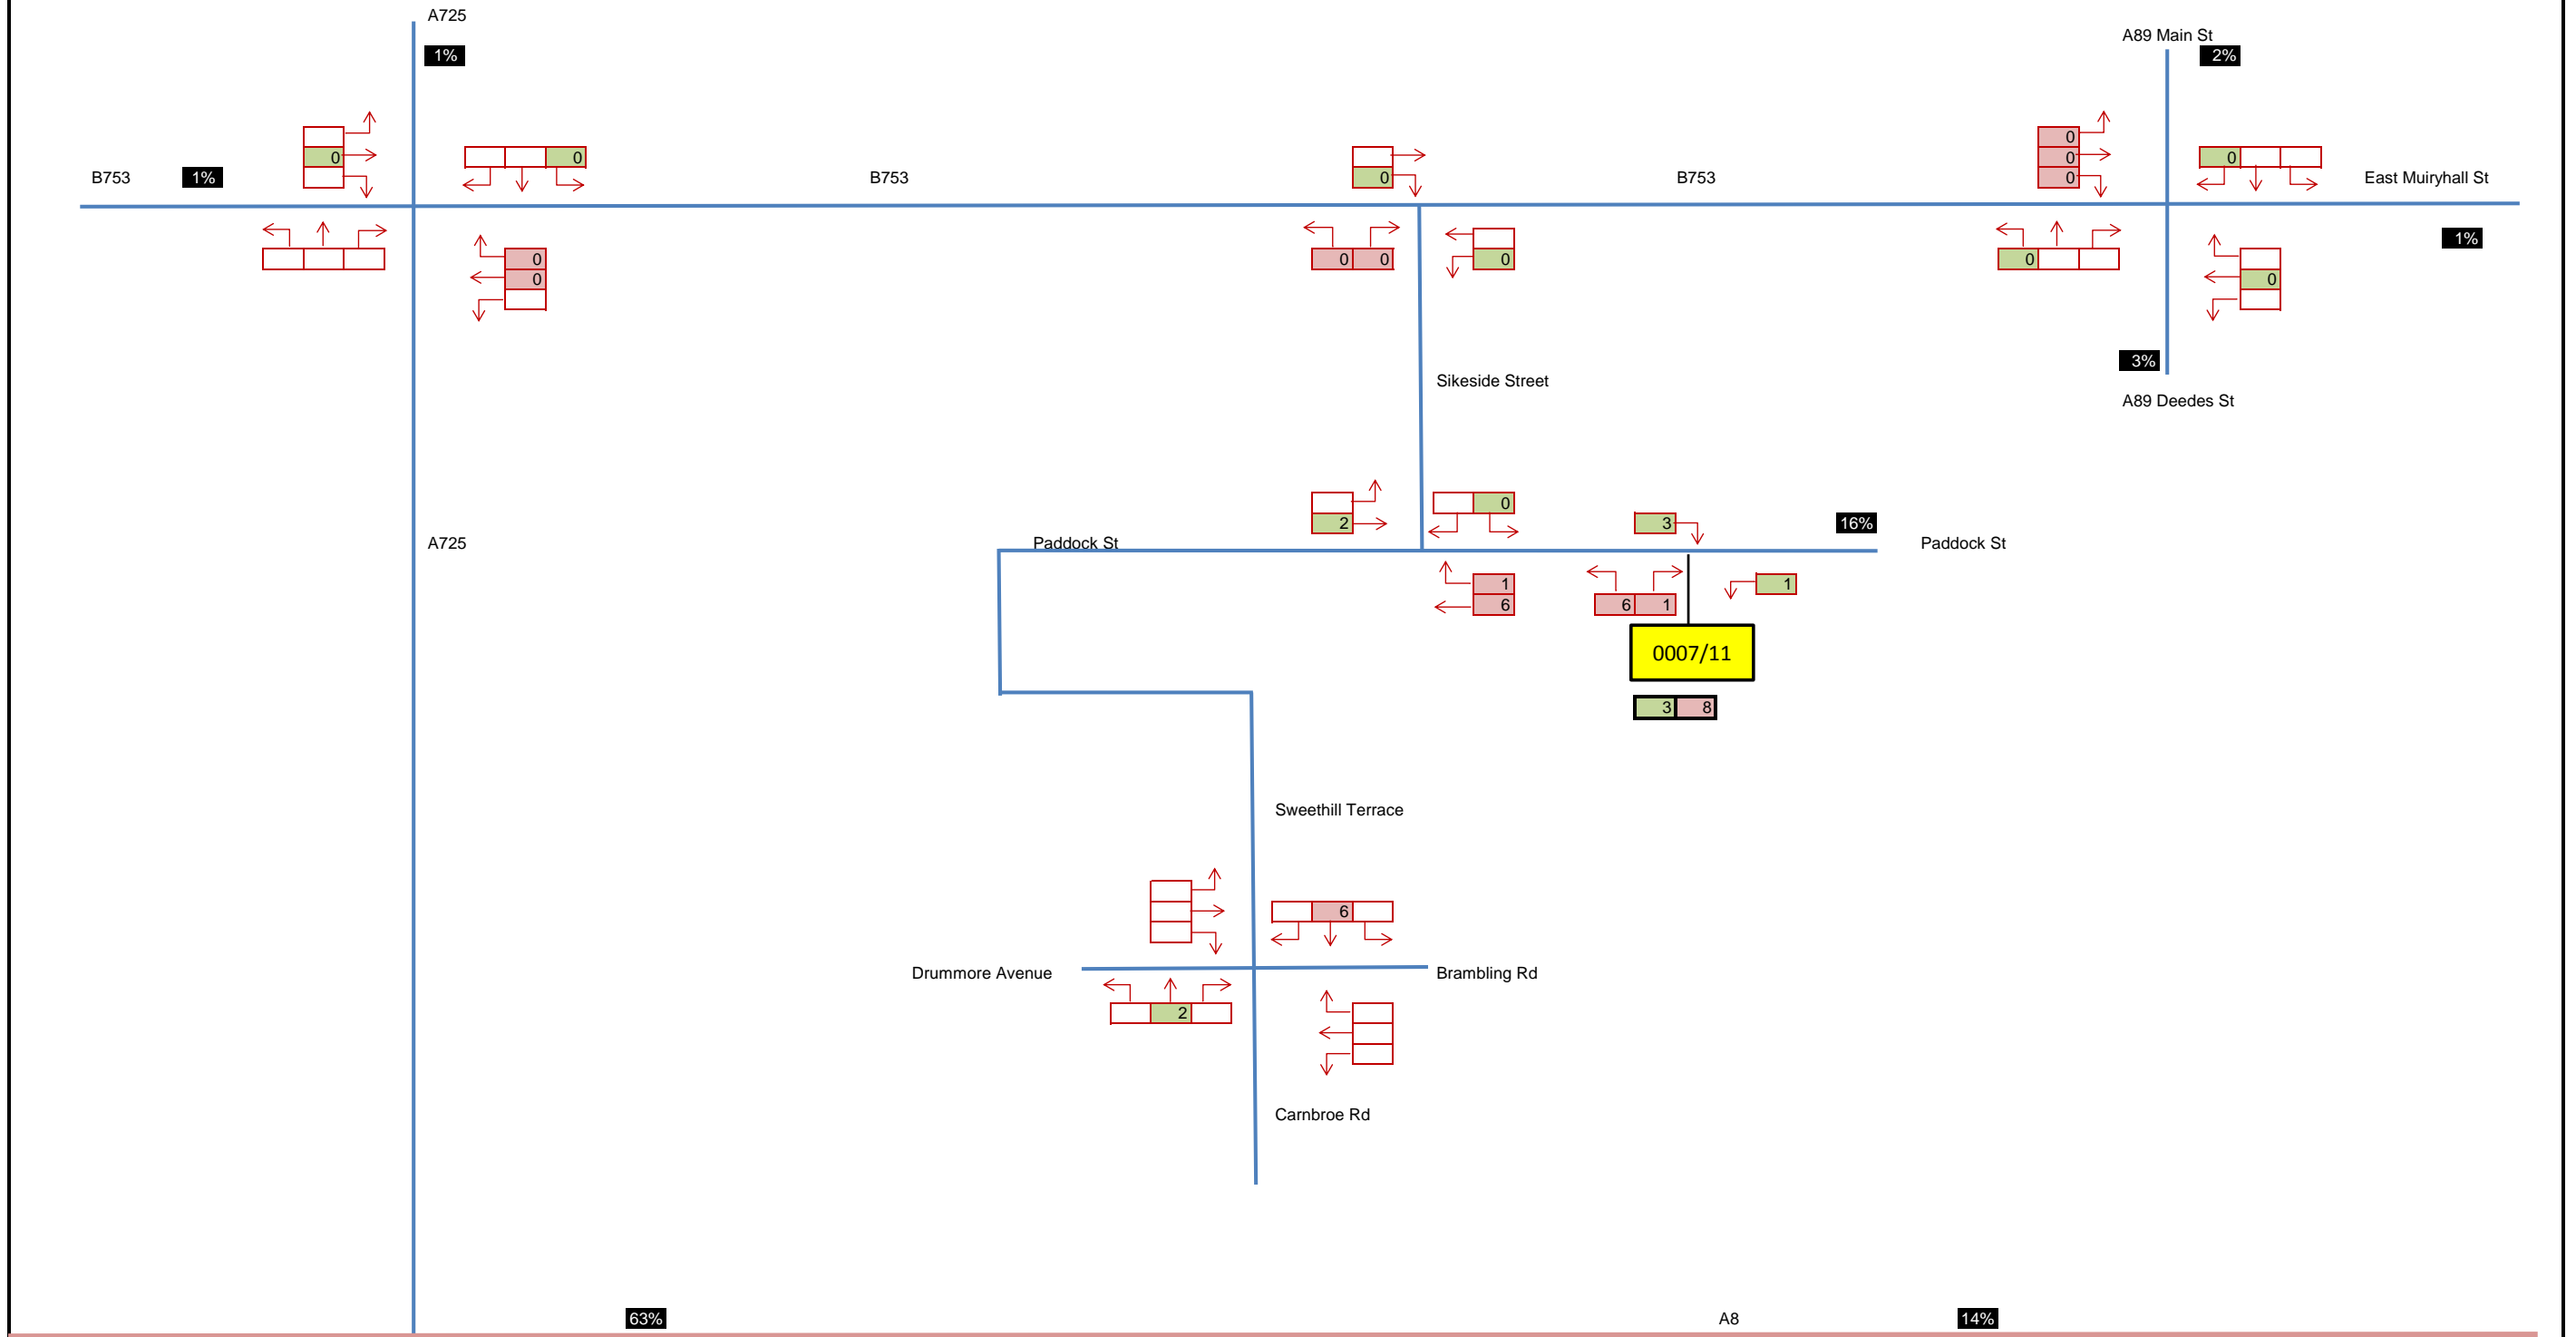 A725
A89 Main St
1%
2%
0
0
0
0
0
0
0
B753
1%
B753
0
B753
0
East Muiryhall St
1%
0
0
0
0
0
0
0
3%
Sikeside Street
A89 Deedes St
0
2
3
16%
A725
Paddock St
Paddock St
1
6
6
1
1
0007/11
3
8
Sweethill Terrace
6
Drummore Avenue
Brambling Rd
2
Carnbroe Rd
63%
A8
14%